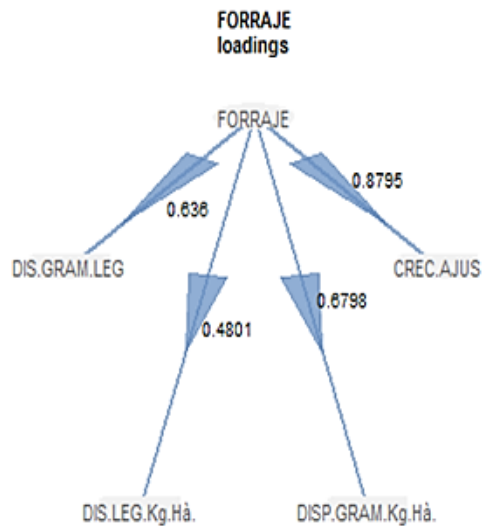 FORRAJE
loadings
FORRAJE
0.8795
0.636
DIS.GRAM.LEG
CREC.AJUS
0.4801
0.6798
DIS.LEG.Kg.Hà.
DISP.GRAM.Kg.Hà.